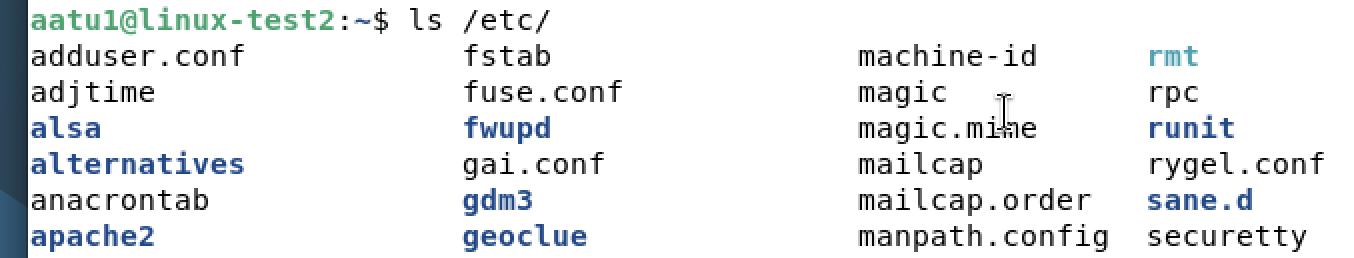 aatu1@linux-test2:~$ ls /etc/
adduser.conf fstab machine-id rmt
adjtime fuse.conf magic rpc
alsa fwupd magic.mime runit
alternatives gai.conf mailcap rygel.conf
anacrontab gdm3 mailcap.order sane.d
apache2 geoclue manpath.config securetty